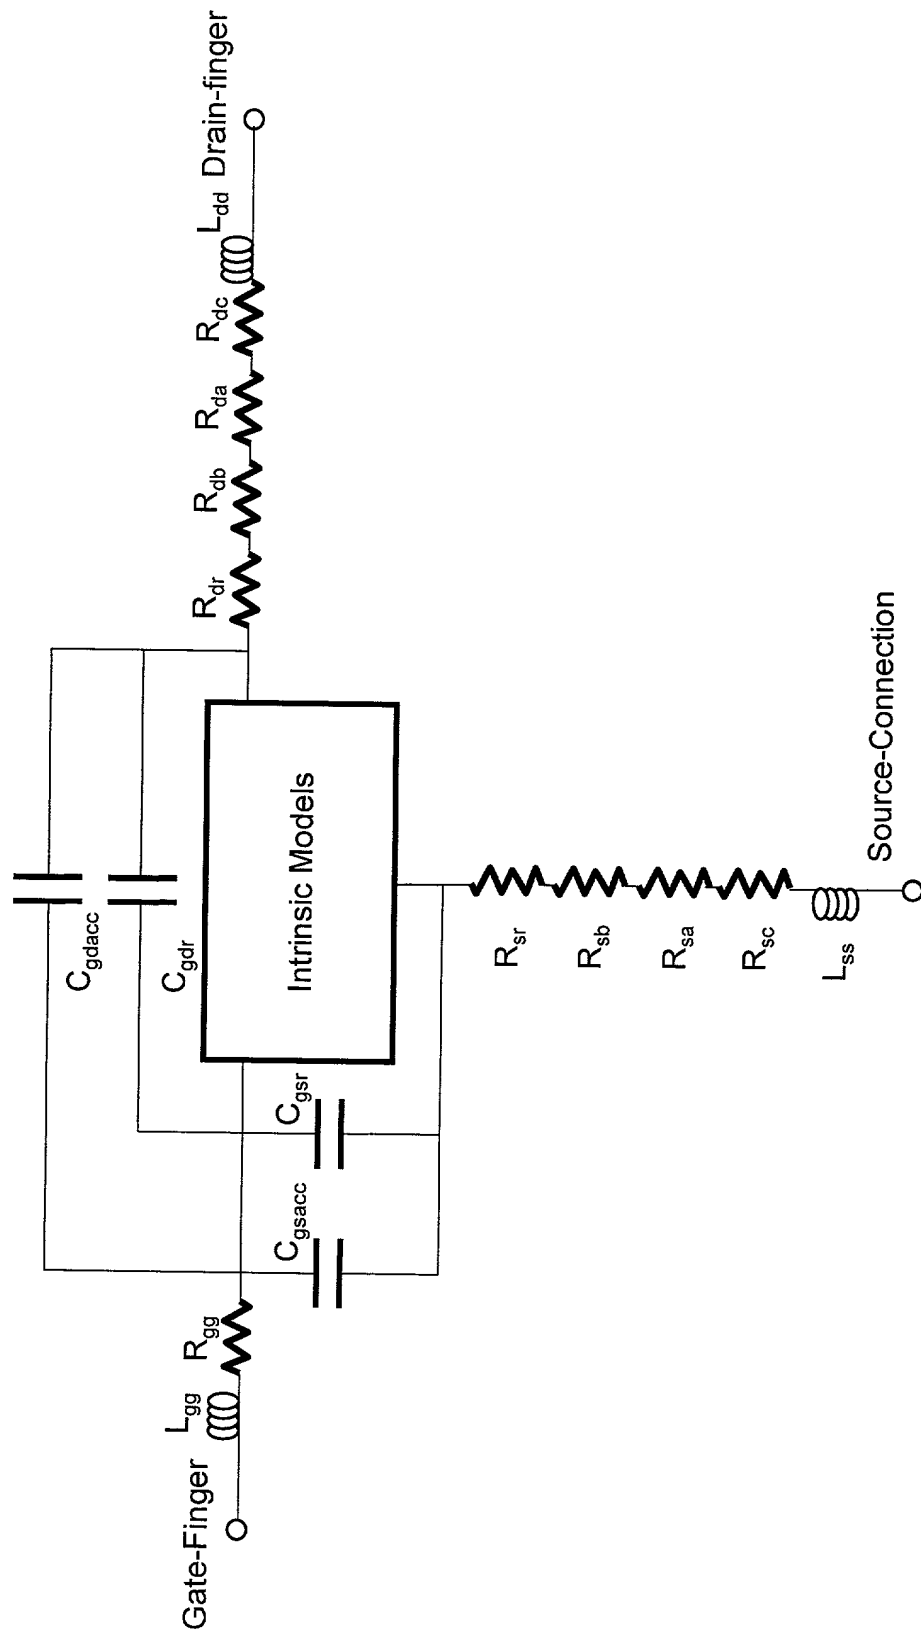 C_gdacc
C_gdr
Gate-Finger
L_gg
R_gg
C_gsacc
C_gsr
Intrinsic Models
R_dr
R_db
R_da
R_dc
L_dd
Drain-finger
R_sr
R_sb
R_sa
R_sc
L_ss
Source-Connection